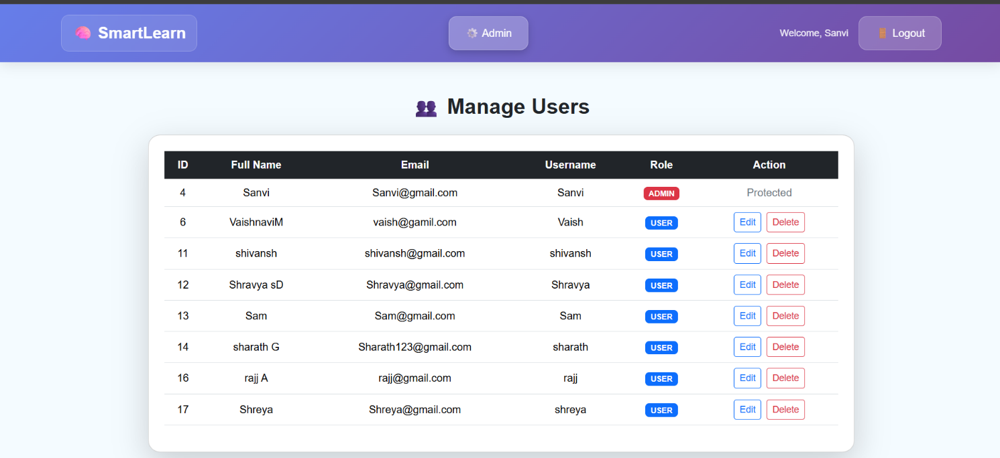 SmartLearn
Admin
Welcome, Sanvi
Logout
Manage Users
ID Full Name Email Username Role Action
4 Sanvi Sanvi@gmail.com Sanvi ADMIN Protected
6 VaishnaviM vaish@gamil.com Vaish USER Edit Delete
11 shivansh shivansh@gmail.com shivansh USER Edit Delete
12 Shravya sD Shravya@gmail.com Shravya USER Edit Delete
13 Sam Sam@gmail.com Sam USER Edit Delete
14 sharath G Sharath123@gmail.com sharath USER Edit Delete
16 rajj A rajj@gmail.com rajj USER Edit Delete
17 Shreya Shreya@gmail.com shreya USER Edit Delete